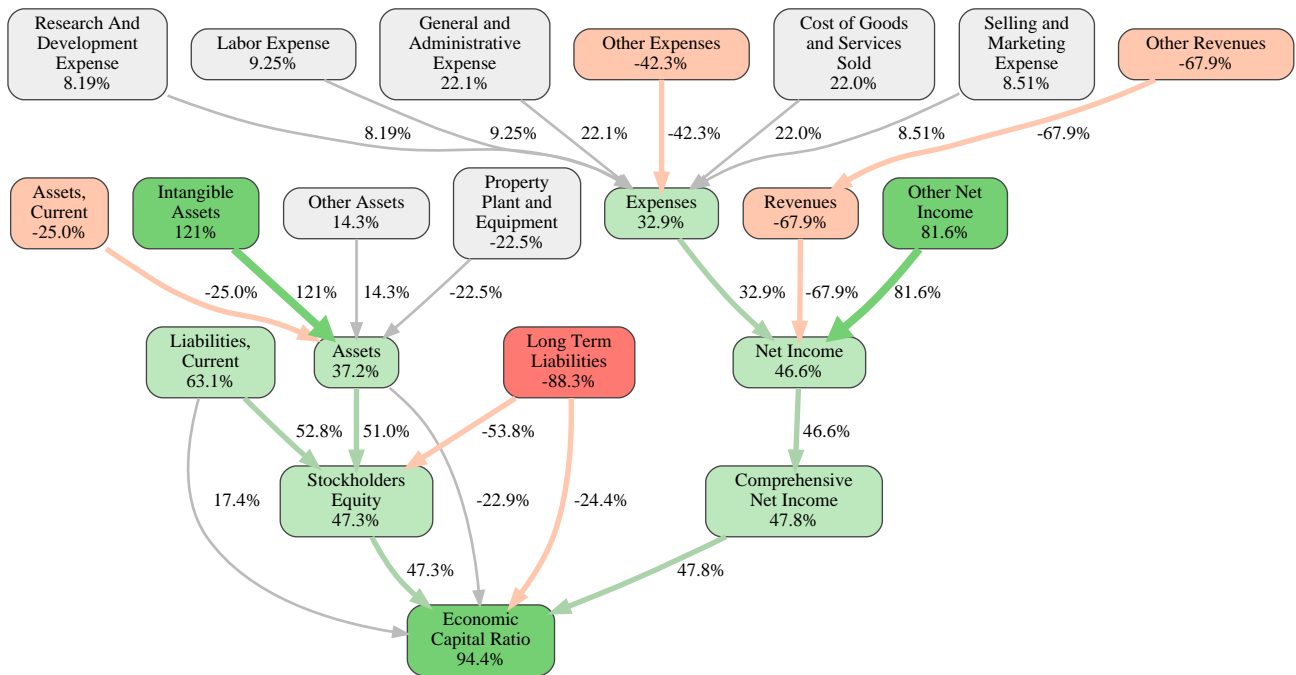 Research And
Development
Expense
8.19%
Labor Expense
9.25%
General and
Administrative
Expense
22.1%
Other Expenses
-42.3%
Cost of Goods
and Services
Sold
22.0%
Selling and
Marketing
Expense
8.51%
Other Revenues
-67.9%
8.19%
9.25%
22.1%
-42.3%
22.0%
8.51%
-67.9%
Assets,
Current
-25.0%
Intangible
Assets
121%
Other Assets
14.3%
Property
Plant and
Equipment
-22.5%
Expenses
32.9%
Revenues
-67.9%
Other Net
Income
81.6%
-25.0%
121%
14.3%
-22.5%
32.9%
-67.9%
81.6%
Liabilities,
Current
63.1%
Assets
37.2%
Long Term
Liabilities
-88.3%
Net Income
46.6%
52.8%
51.0%
-53.8%
46.6%
17.4%
Stockholders
Equity
47.3%
-22.9%
-24.4%
Comprehensive
Net Income
47.8%
47.3%
47.8%
Economic
Capital Ratio
94.4%